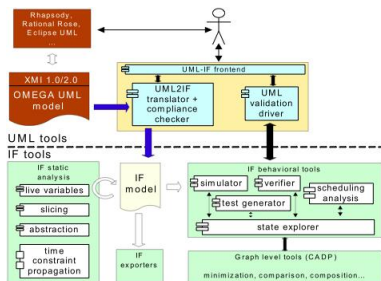 Rhapsody,
Rational Rose,
Eclipse UML
...
XMI 1.0/2.0
OMEGA UML
model
UML-IF frontend
UML2IF
translator +
compliance
checker
UML
validation
driver
UML tools
IF tools
IF static
analysis
live variables
slicing
abstraction
time
constraint
propagation
IF
model
IF
exporters
IF behavioral tools
simulator
verifier
test generator
scheduling
analysis
state explorer
Graph level tools (CADP)
minimization, comparison, composition...